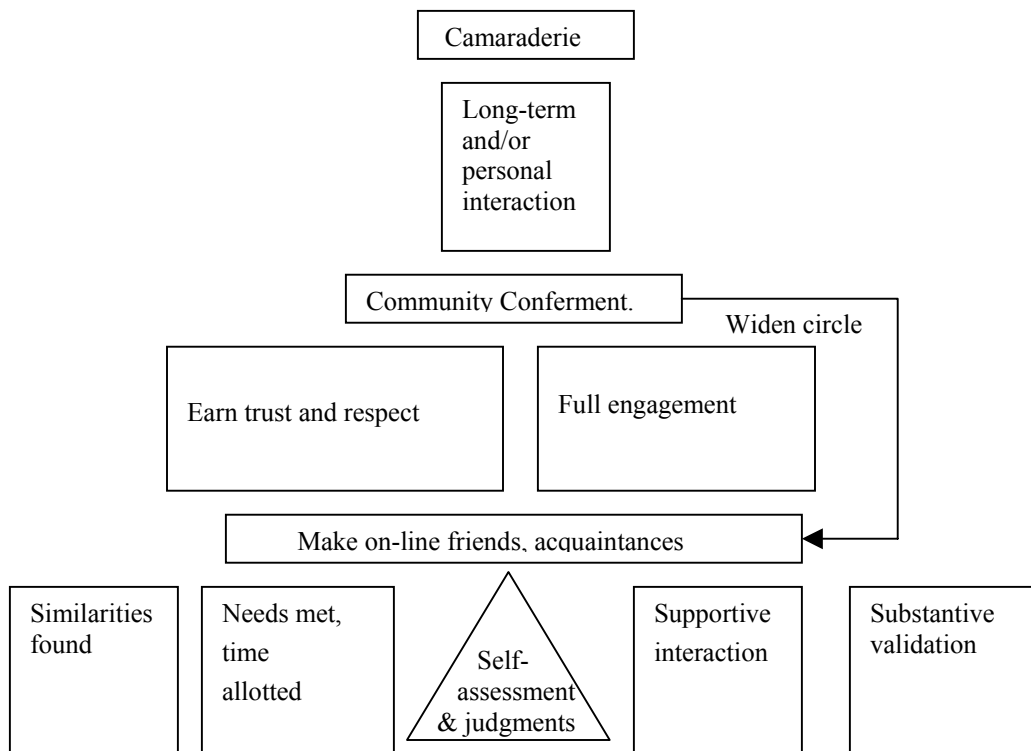 Camaraderie
Long-term
and/or
personal
interaction
Community Conferment.
Widen circle
Earn trust and respect
Full engagement
Make on-line friends, acquaintances
Similarities
found
Needs met,
time
allotted
Self-
assessment
& judgments
Supportive
interaction
Substantive
validation